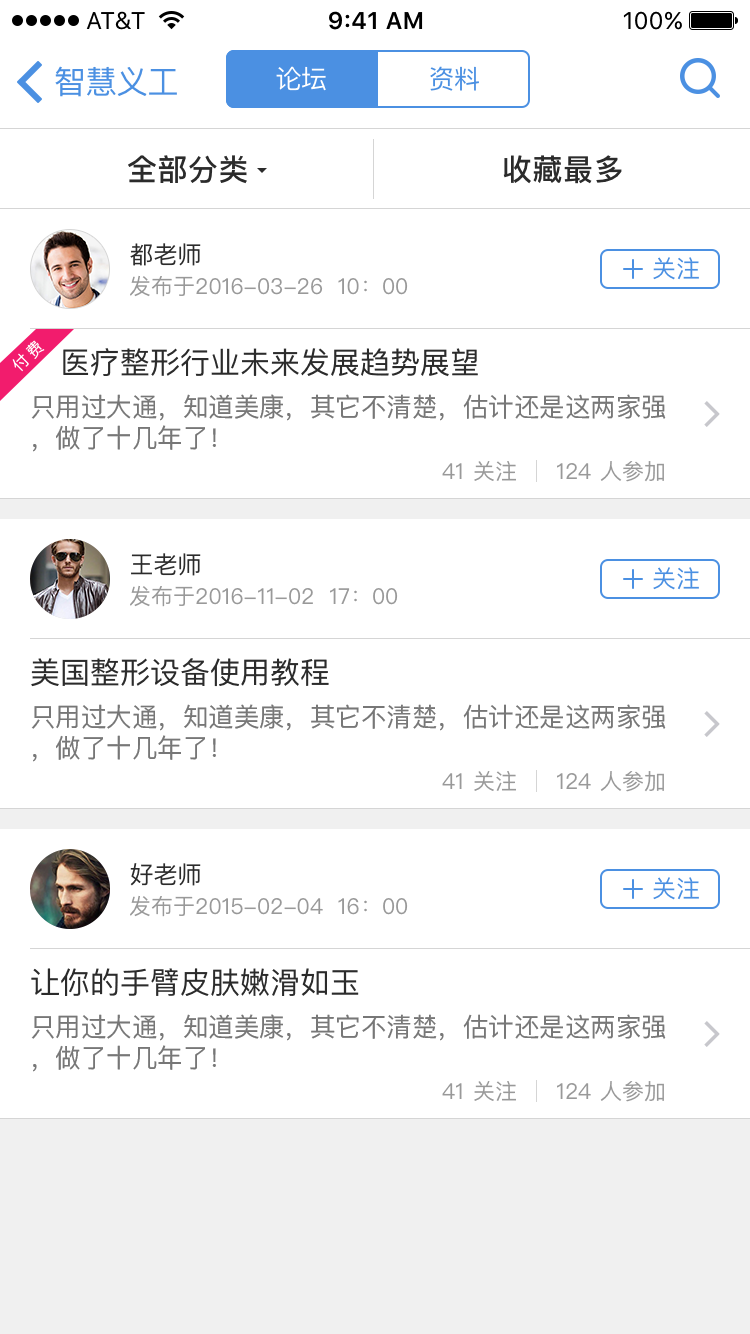 AT&T 9:41 AM 100%
智慧义工 论坛 资料
全部分类 收藏最多
都老师
发布于2016-03-26 10：00
+ 关注
付费
医疗整形行业未来发展趋势展望
只用过大通，知道美康，其它不清楚，估计还是这两家强
，做了十几年了！
41 关注 124 人参加
王老师
发布于2016-11-02 17：00
+ 关注
美国整形设备使用教程
只用过大通，知道美康，其它不清楚，估计还是这两家强
，做了十几年了！
41 关注 124 人参加
好老师
发布于2015-02-04 16：00
+ 关注
让你的手臂皮肤嫩滑如玉
只用过大通，知道美康，其它不清楚，估计还是这两家强
，做了十几年了！
41 关注 124 人参加